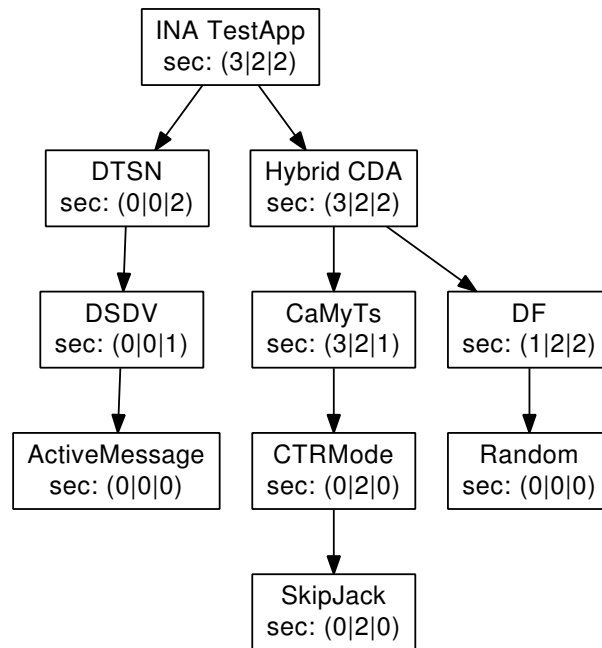 INA TestApp
sec: (3|2|2)
DTSN
sec: (0|0|2)
Hybrid CDA
sec: (3|2|2)
DSDV
sec: (0|0|1)
CaMyTs
sec: (3|2|1)
DF
sec: (1|2|2)
ActiveMessage
sec: (0|0|0)
CTRMode
sec: (0|2|0)
Random
sec: (0|0|0)
SkipJack
sec: (0|2|0)